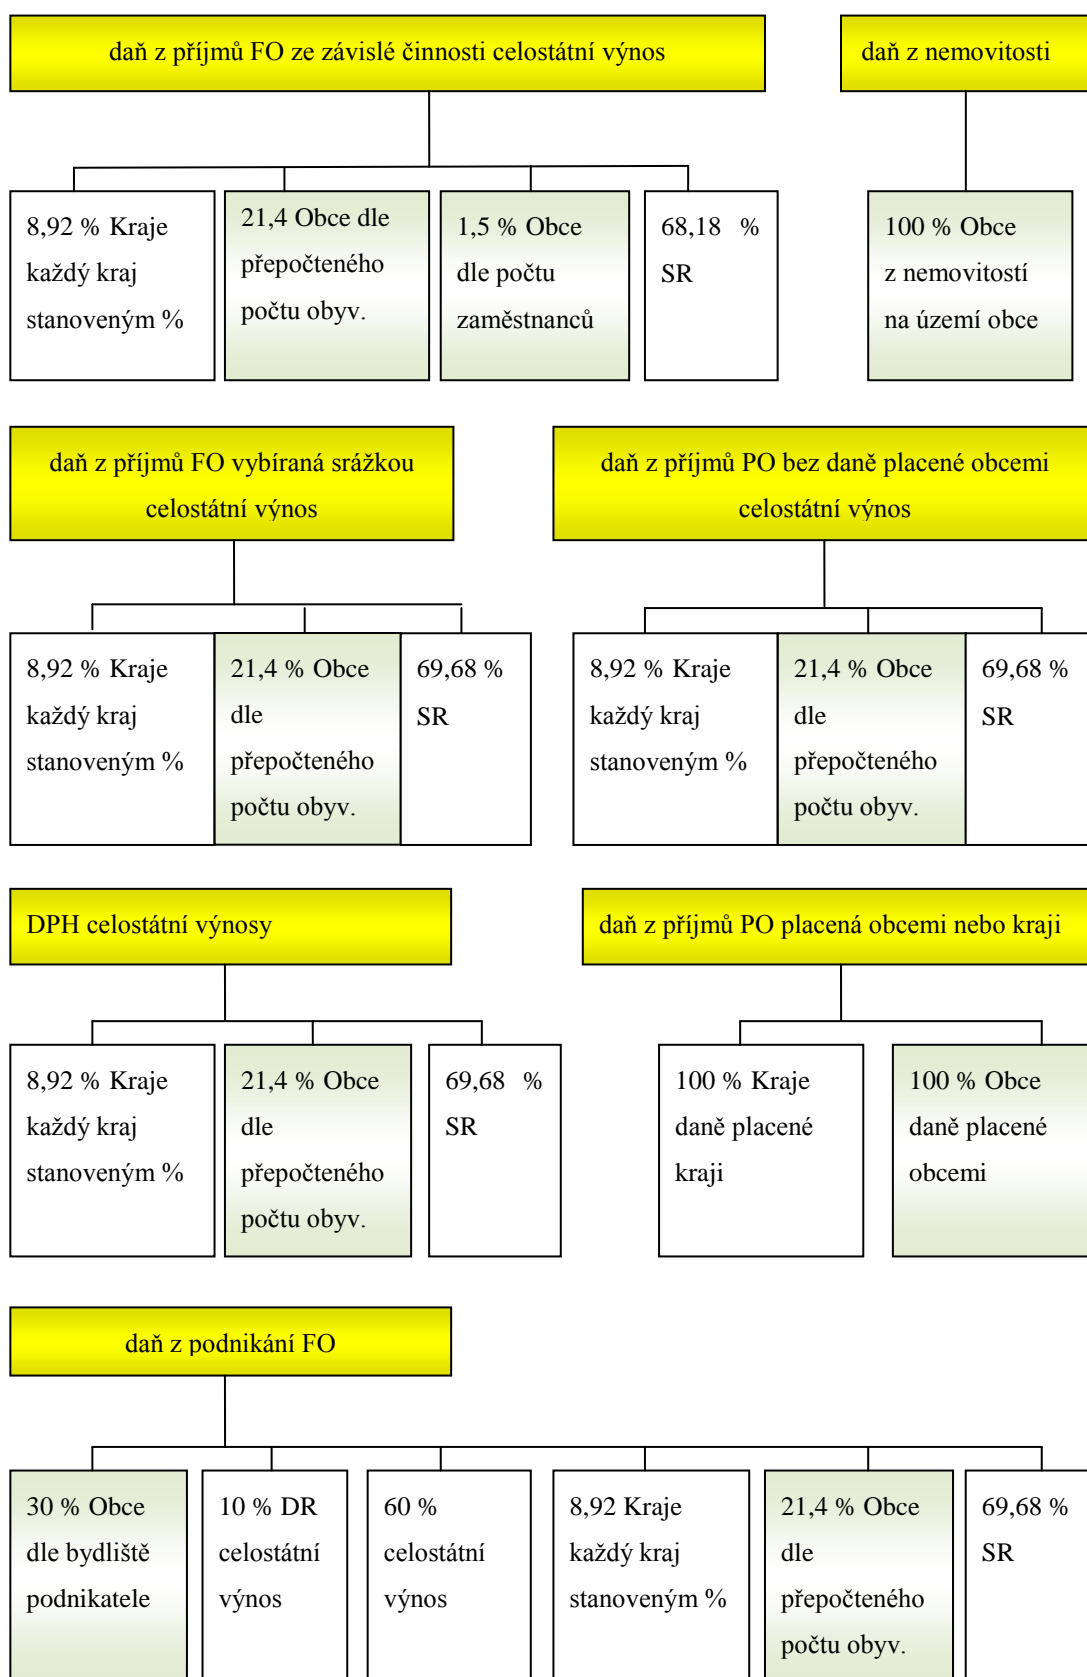 daň z příjmů FO ze závislé činnosti celostátní výnos
daň z nemovitosti
8,92 % Kraje
každý kraj
stanoveným %
21,4 Obce dle
přepočteného
počtu obyv.
1,5 % Obce
dle počtu
zaměstnanců
68,18 %
SR
100 % Obce
z nemovitostí
na území obce
daň z příjmů FO vybíraná srážkou
celostátní výnos
daň z příjmů PO bez daně placené obcemi
celostátní výnos
8,92 % Kraje
každý kraj
stanoveným %
21,4 % Obce
dle
přepočteného
počtu obyv.
69,68 %
SR
8,92 % Kraje
každý kraj
stanoveným %
21,4 % Obce
dle
přepočteného
počtu obyv.
69,68 %
SR
DPH celostátní výnosy
daň z příjmů PO placená obcemi nebo kraji
8,92 % Kraje
každý kraj
stanoveným %
21,4 % Obce
dle
přepočteného
počtu obyv.
69,68 %
SR
100 % Kraje
daně placené
kraji
100 % Obce
daně placené
obcemi
daň z podnikání FO
30 % Obce
dle bydliště
podnikatele
10 % DR
celostátní
výnos
60 %
celostátní
výnos
8,92 Kraje
každý kraj
stanoveným %
21,4 % Obce
dle
přepočteného
počtu obyv.
69,68 %
SR